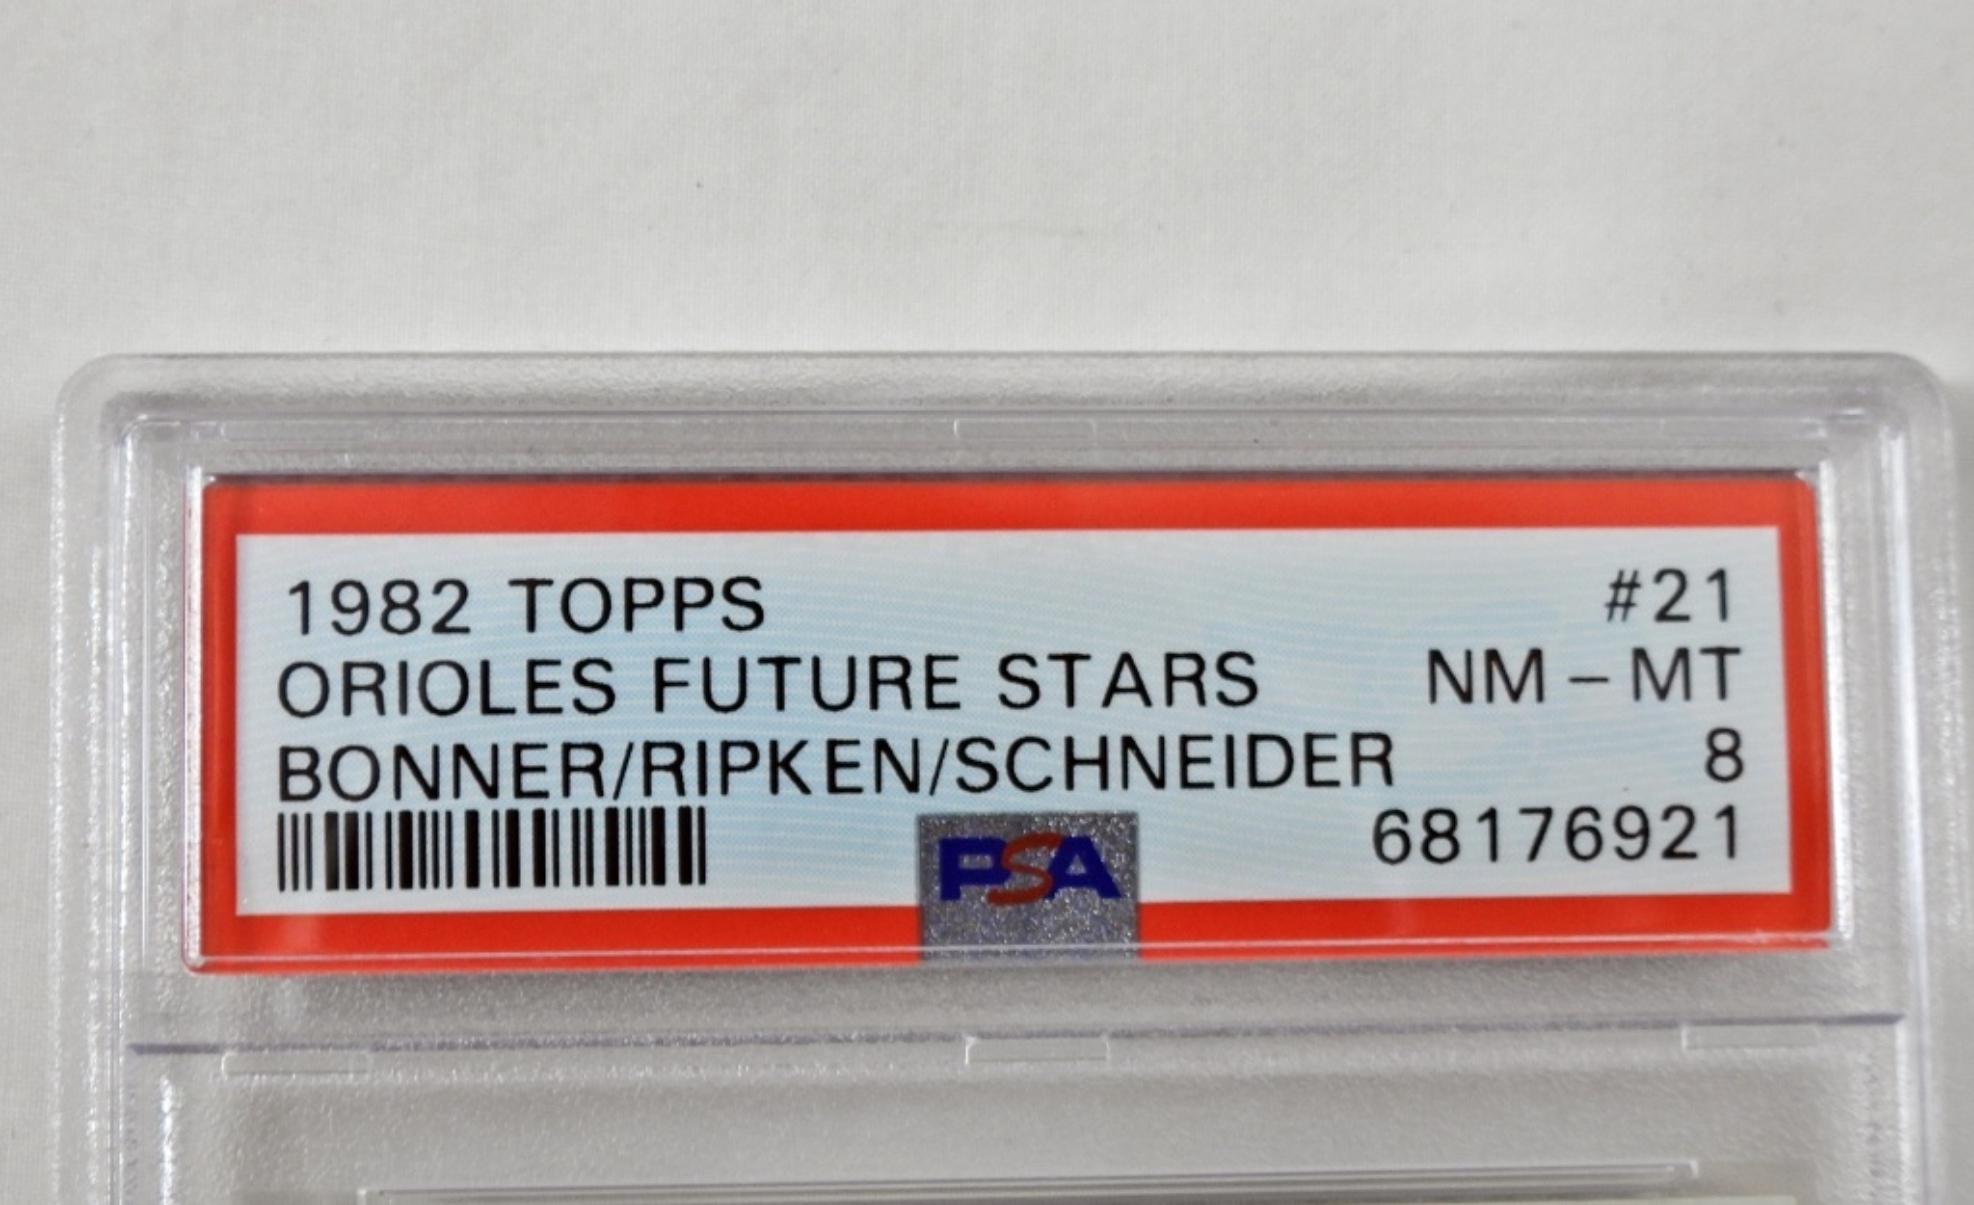 1982 TOPPS #21
ORIOLES FUTURE STARS NM - MT
BONNER/RIPKEN/SCHNEIDER 8
PSA 68176921